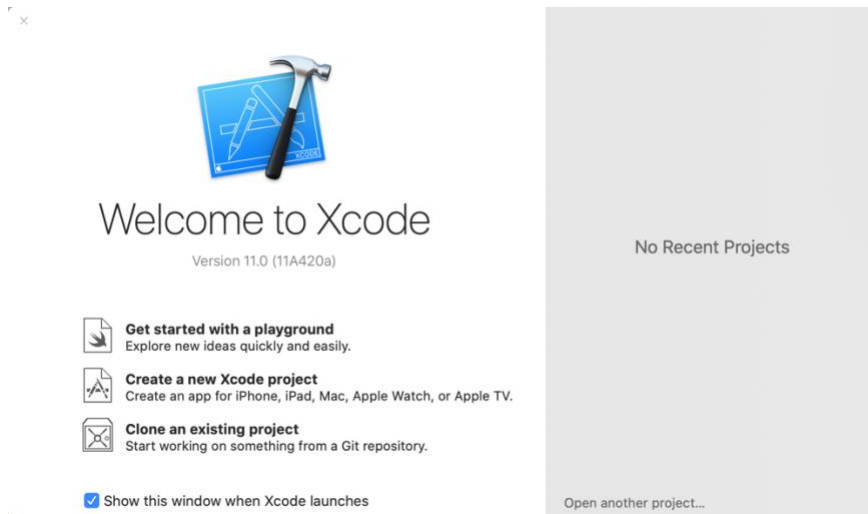 XCODE
Welcome to Xcode
Version 11.0 (11A420a)
Get started with a playground
Explore new ideas quickly and easily.
Create a new Xcode project
Create an app for iPhone, iPad, Mac, Apple Watch, or Apple TV.
Clone an existing project
Start working on something from a Git repository.
Show this window when Xcode launches
No Recent Projects
Open another project...